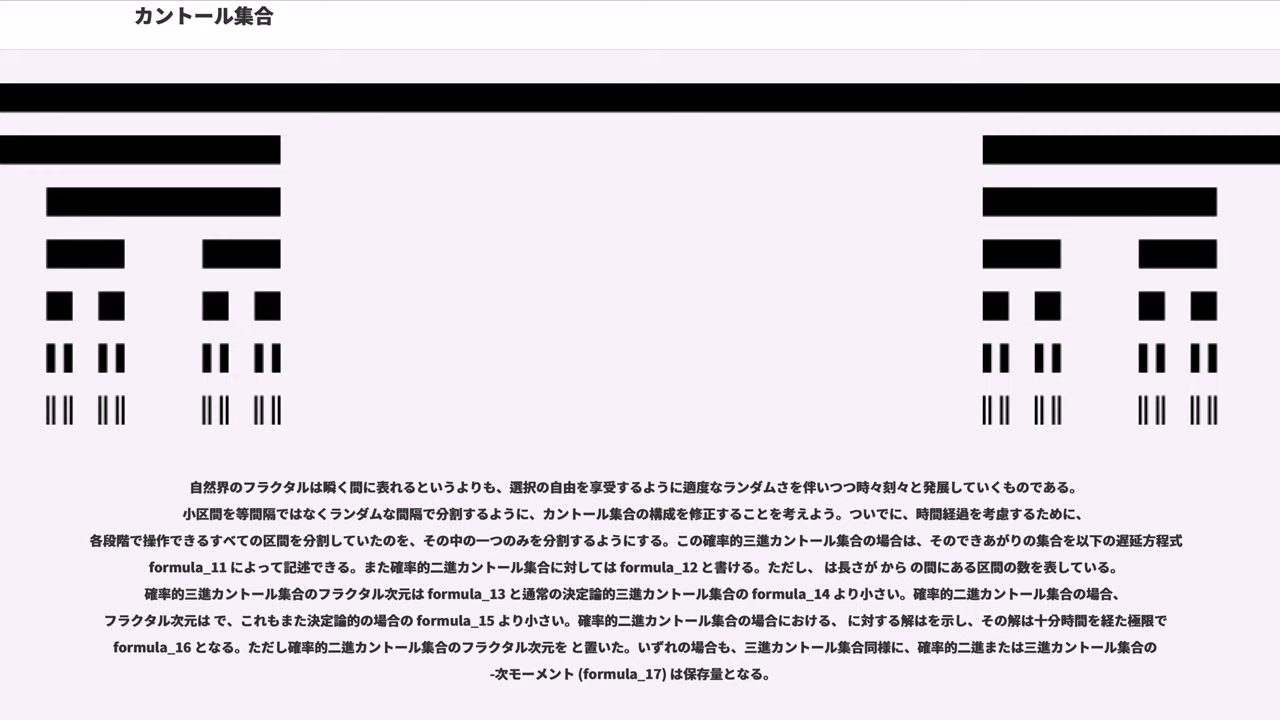 カントール集合
自然界のフラクタルは瞬く間に表れるというよりも、選択の自由を享受するように適度なランダムさを伴いつつ時々刻々と発展していくものである。
小区間を等間隔ではなくランダムな間隔で分割するように、カントール集合の構成を修正することを考えよう。ついでに、時間経過を考慮するために、
各段階で操作できるすべての区間を分割していたのを、その中の一つのみを分割するようにする。この確率的三進カントール集合の場合は、そのできあがりの集合を以下の遅延方程式
formula_11 によって記述できる。また確率的二進カントール集合に対しては formula_12 と書ける。ただし、 は長さが から の間にある区間の数を表している。
確率的三進カントール集合のフラクタル次元は formula_13 と通常の決定論的三進カントール集合の formula_14 より小さい。確率的二進カントール集合の場合、
フラクタル次元は で、これもまた決定論的の場合の formula_15 より小さい。確率的二進カントール集合の場合における、 に対する解はを示し、その解は十分時間を経た極限で
formula_16 となる。ただし確率的二進カントール集合のフラクタル次元を と置いた。いずれの場合も、三進カントール集合同様に、確率的二進または三進カントール集合の
-次モーメント (formula_17) は保存量となる。